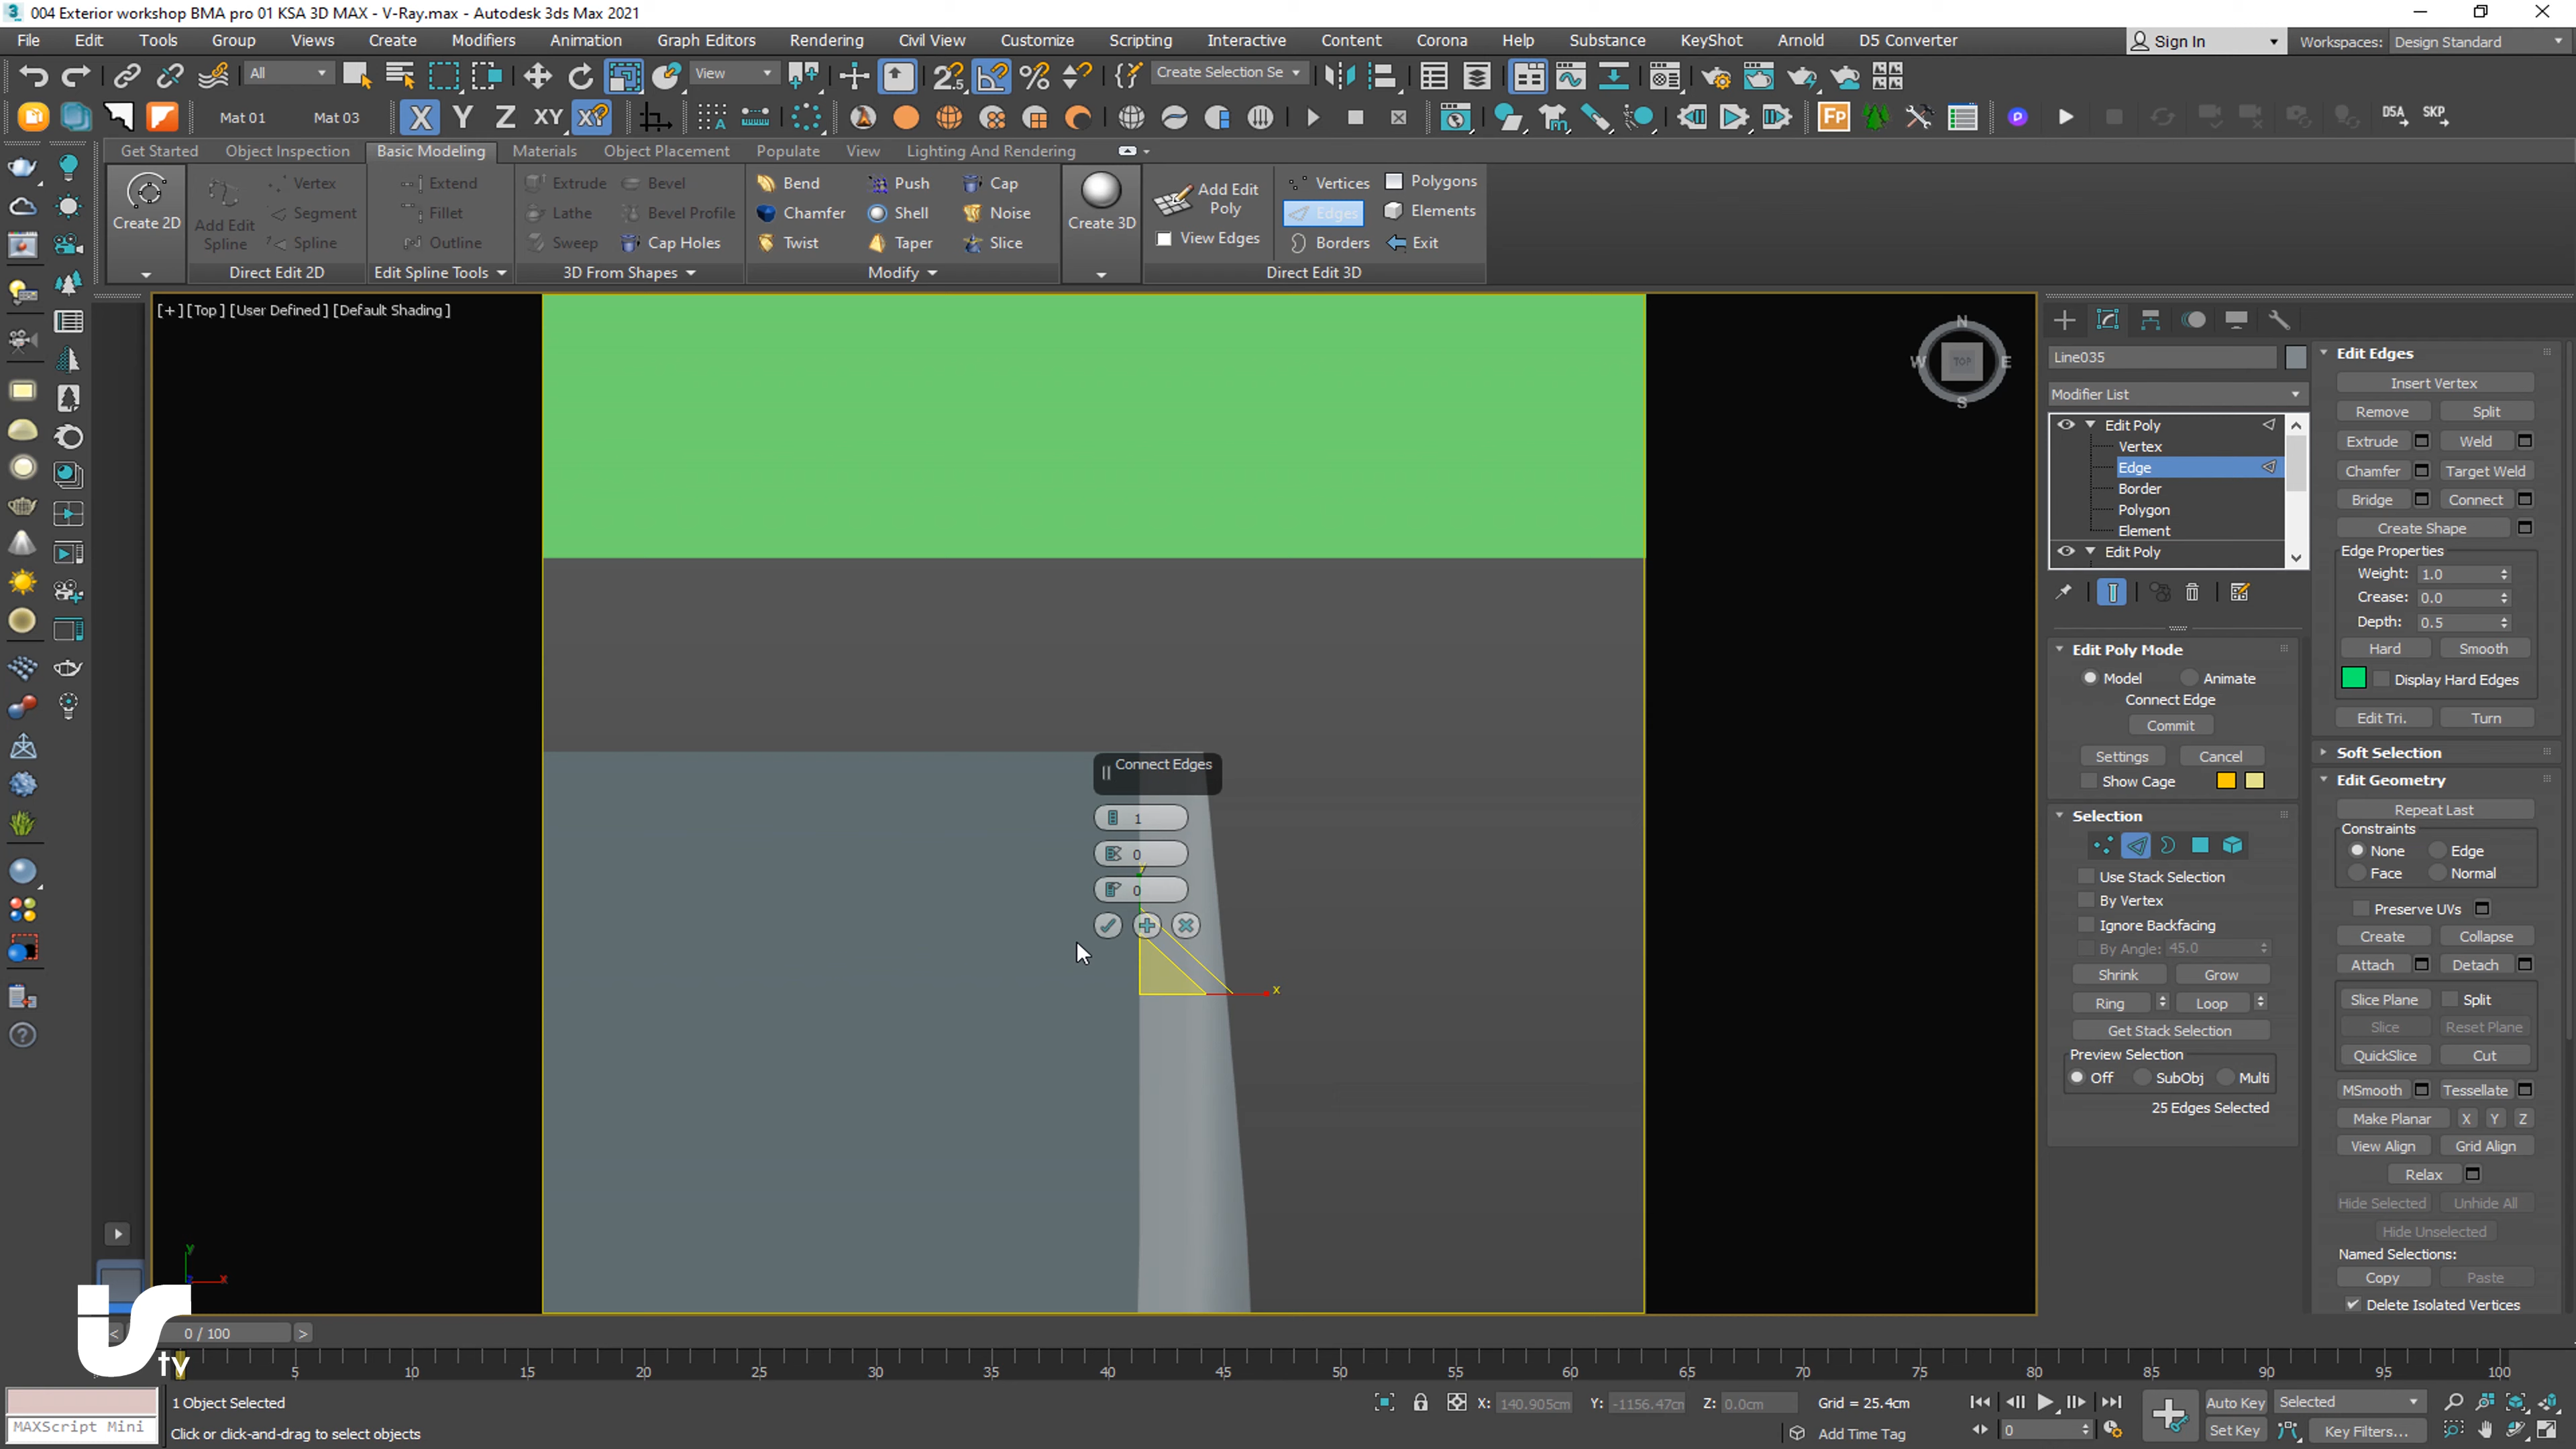 004 Exterior workshop BMA pro 01 KSA 3D MAX - V-Ray.max - Autodesk 3ds Max 2021
File Edit Tools Group Views Create Modifiers Animation Graph Editors Rendering Civil View Customize Scripting Interactive Content Corona Help Substance KeyShot Arnold D5 Converter Sign In Workspaces: Design Standard
All View Create Selection Se
Mat 01 Mat 03 X Y Z XY D5A SKP
Get Started Object Inspection Basic Modeling Materials Object Placement Populate View Lighting And Rendering
Create 2D Add Edit Spline Vertex Segment Spline Direct Edit 2D
Extend Fillet Outline Edit Spline Tools
Extrude Bevel Lathe Bevel Profile Sweep Cap Holes 3D From Shapes
Bend Push Cap Chamfer Shell Noise Twist Taper Slice Modify
Create 3D Add Edit Poly View Edges Vertices Polygons Edges Elements Borders Exit Direct Edit 3D
[+] [Top] [User Defined] [Default Shading]
N
W TOP E
S
Connect Edges
1
0
0
y
x
y
x
Line035
Modifier List
Edit Poly
Vertex
Edge
Border
Polygon
Element
Edit Poly
Edit Poly Mode
Model Animate
Connect Edge
Commit
Settings Cancel
Show Cage
Selection
Use Stack Selection
By Vertex
Ignore Backfacing
By Angle: 45.0
Shrink Grow
Ring Loop
Get Stack Selection
Preview Selection
Off SubObj Multi
25 Edges Selected
Edit Edges
Insert Vertex
Remove Split
Extrude Weld
Chamfer Target Weld
Bridge Connect
Create Shape
Edge Properties
Weight: 1.0
Crease: 0.0
Depth: 0.5
Hard Smooth
Display Hard Edges
Edit Tri. Turn
Soft Selection
Edit Geometry
Repeat Last
Constraints
None Edge
Face Normal
Preserve UVs
Create Collapse
Attach Detach
Slice Plane Split
Slice Reset Plane
QuickSlice Cut
MSmooth Tessellate
Make Planar X Y Z
View Align Grid Align
Relax
Hide Selected Unhide All
Hide Unselected
Named Selections:
Copy Paste
Delete Isolated Vertices
tv
< 0 / 100 >
5 10 15 20 25 30 35 40 45 50 55 60 65 70 75 80 85 90 95 100
MAXScript Mini
1 Object Selected
Click or click-and-drag to select objects
X: 140.905cm Y: -1156.47cm Z: 0.0cm Grid = 25.4cm
Add Time Tag
0
Auto Key Selected
Set Key Key Filters...